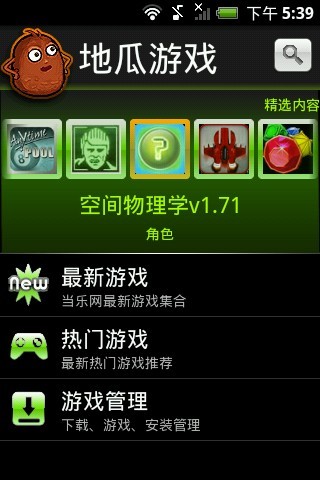 下午 5:39
地瓜游戏
精选内容
Anytime
POOL
?
空间物理学v1.71
角色
New
最新游戏
当乐网最新游戏集合
热门游戏
最新热门游戏推荐
游戏管理
下载、游戏、安装管理